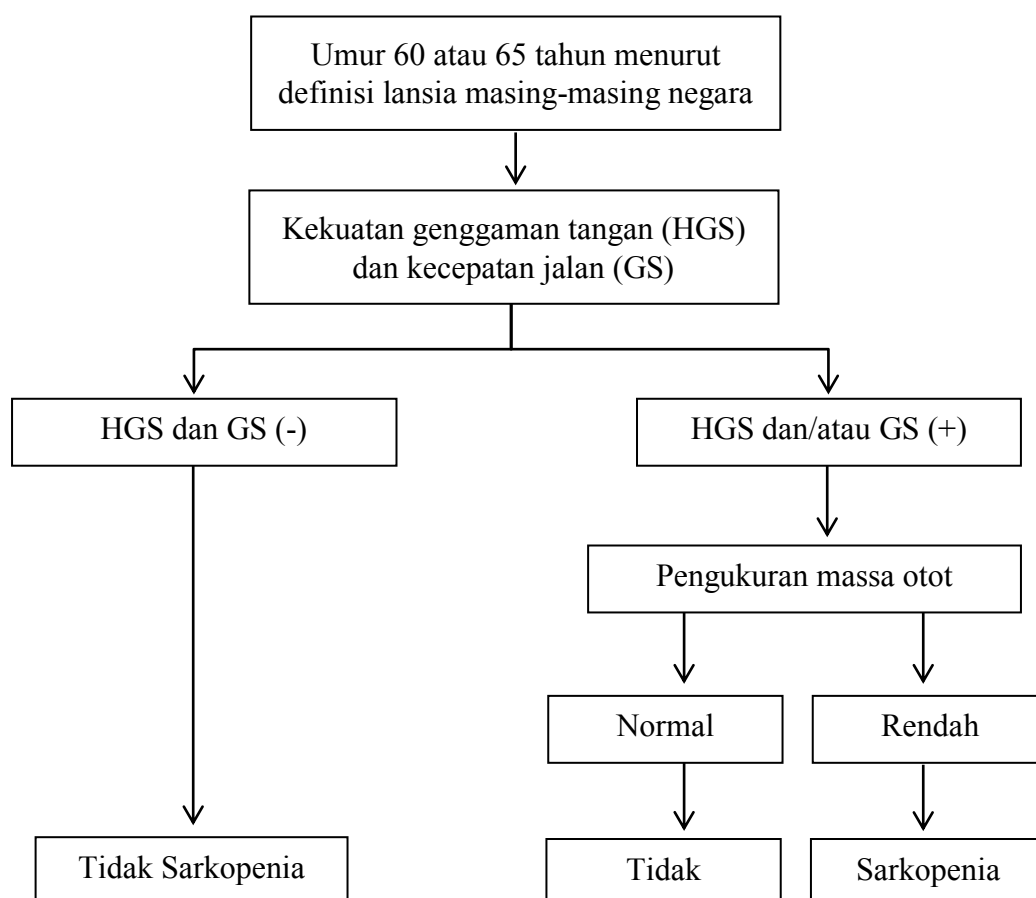 Umur 60 atau 65 tahun menurut
definisi lansia masing-masing negara
Kekuatan genggaman tangan (HGS)
dan kecepatan jalan (GS)
HGS dan GS (-)
HGS dan/atau GS (+)
Pengukuran massa otot
Normal
Rendah
Tidak Sarkopenia
Tidak
Sarkopenia